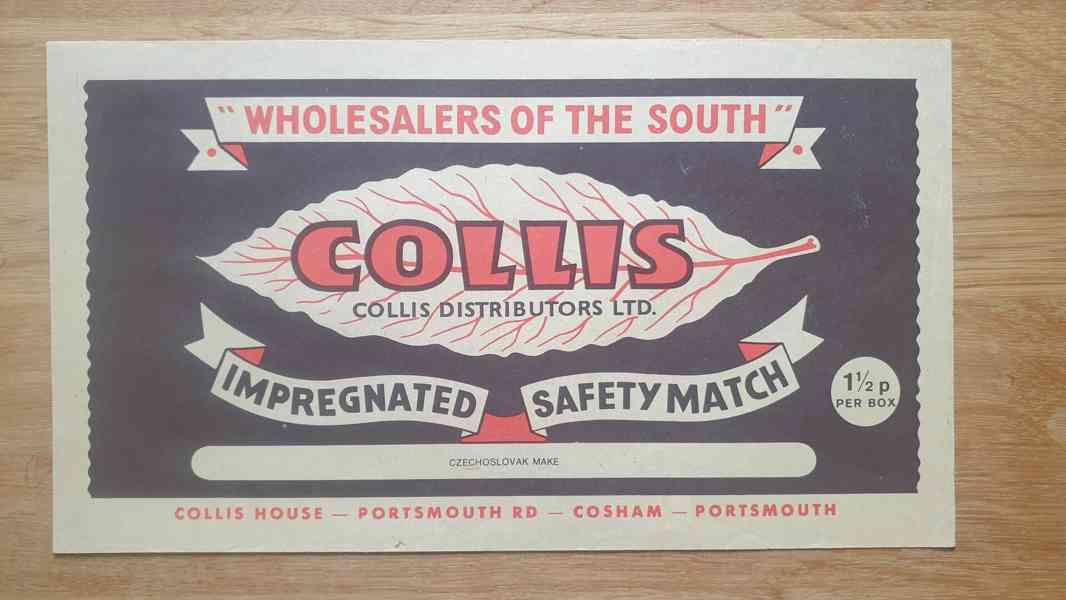 "WHOLESALERS OF THE SOUTH"
COLLIS
COLLIS DISTRIBUTORS LTD.
IMPREGNATED SAFETY MATCH
1½ p
PER BOX
CZECHOSLOVAK MAKE
COLLIS HOUSE — PORTSMOUTH RD — COSHAM — PORTSMOUTH